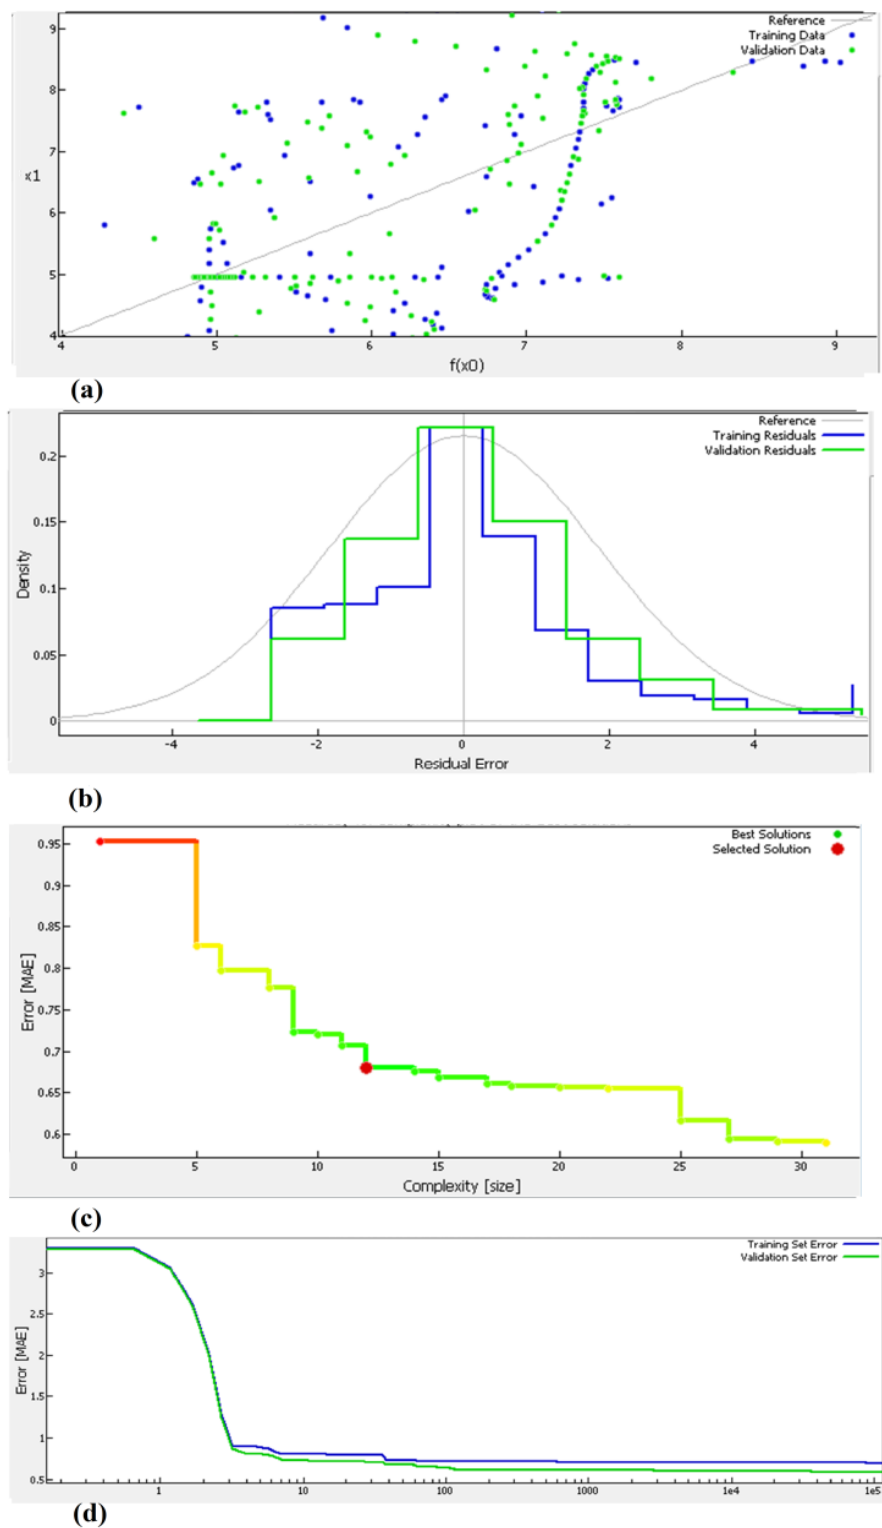 Reference
Training Data
Validation Data
9
8
7
6
5
4
x1
4 5 6 7 8 9
f(x0)
(a)
Reference
Training Residuals
Validation Residuals
0.2
0.15
0.1
0.05
0
Density
-4 -2 0 2 4
Residual Error
(b)
Best Solutions
Selected Solution
0.95
0.9
0.85
0.8
0.75
0.7
0.65
0.6
Error [MAE]
0 5 10 15 20 25 30
Complexity [size]
(c)
Training Set Error
Validation Set Error
3
2.5
2
1.5
1
0.5
Error [MAE]
1 10 100 1000 1e4 1e5
(d)